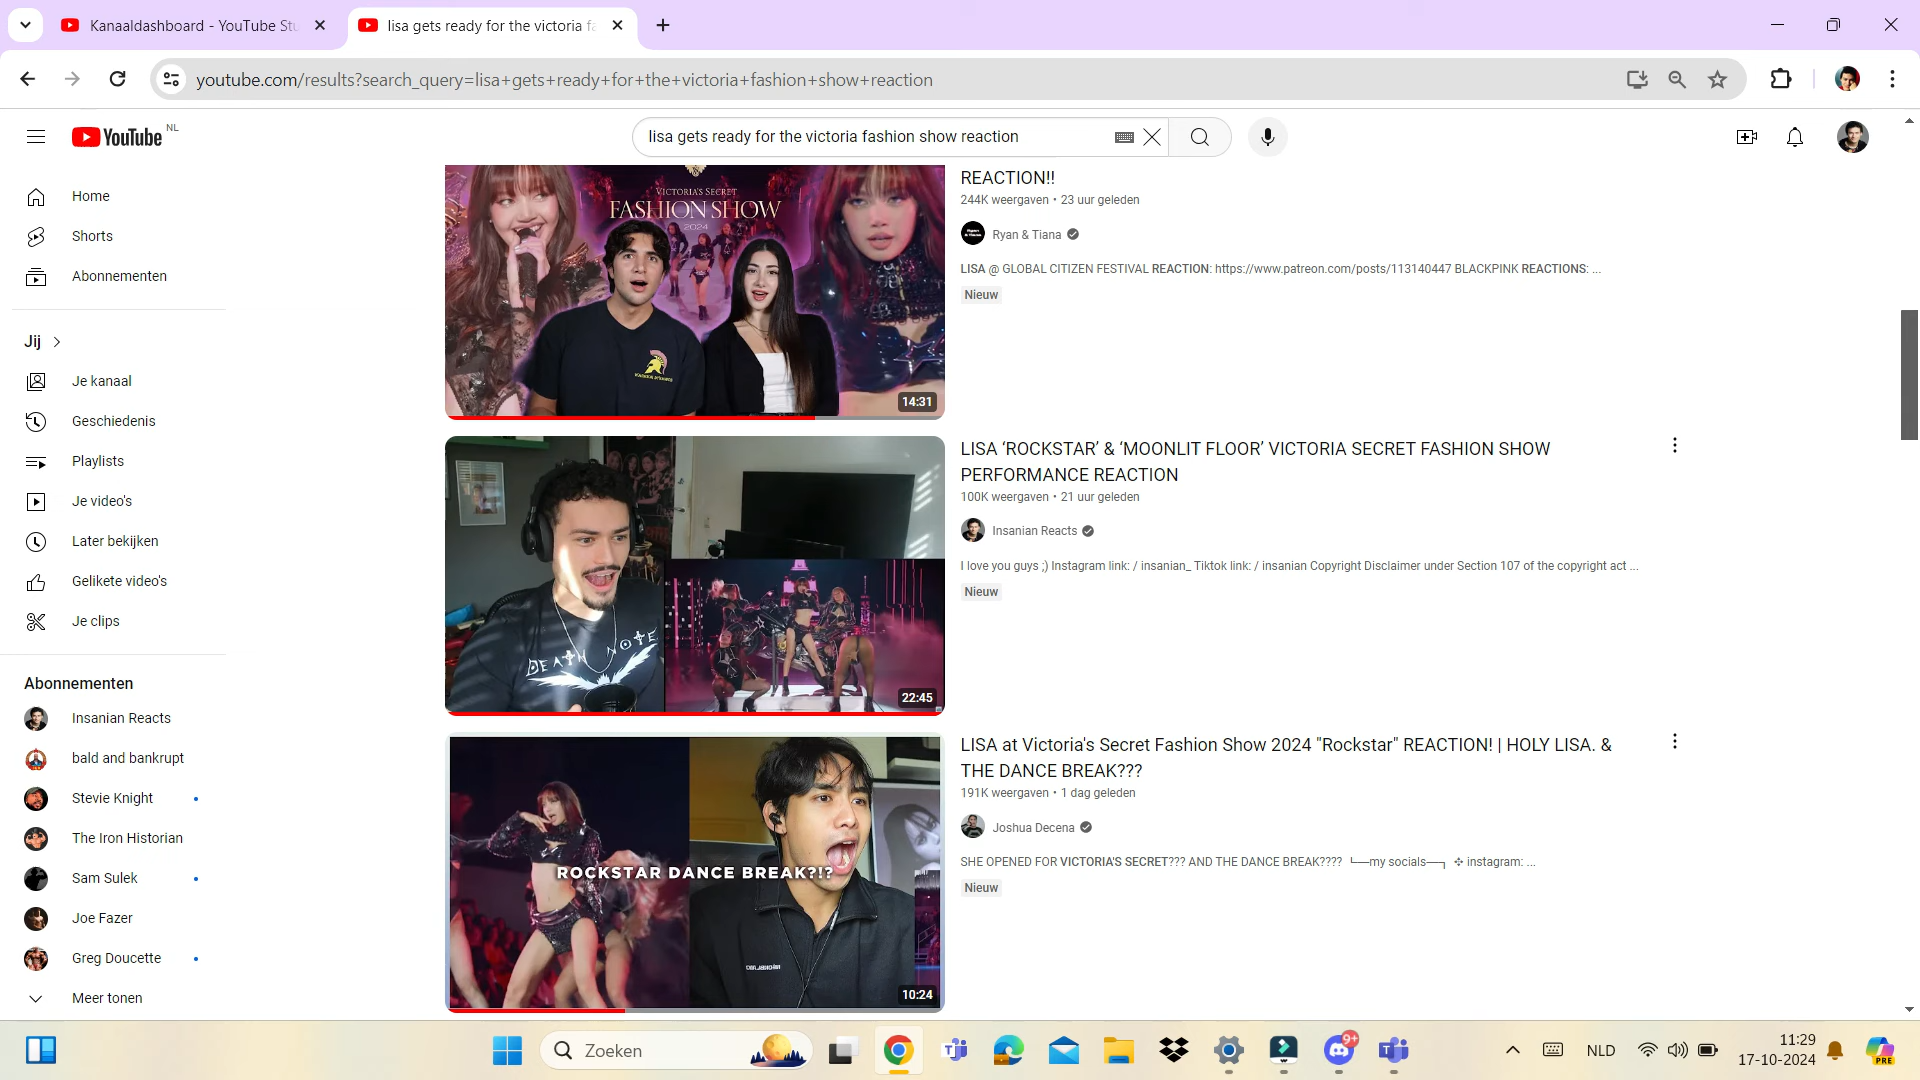 Kanaaldashboard - YouTube Stu
lisa gets ready for the victoria fa
youtube.com/results?search_query=lisa+gets+ready+for+the+victoria+fashion+show+reaction
YouTube NL
lisa gets ready for the victoria fashion show reaction
Home
Shorts
Abonnementen
Jij
Je kanaal
Geschiedenis
Playlists
Je video's
Later bekijken
Gelikete video's
Je clips
Abonnementen
Insanian Reacts
bald and bankrupt
Stevie Knight
The Iron Historian
Sam Sulek
Joe Fazer
Greg Doucette
Meer tonen
VICTORIA'S SECRET
FASHION SHOW
2024
14:31
REACTION!!
244K weergaven • 23 uur geleden
Ryan & Tiana
LISA @ GLOBAL CITIZEN FESTIVAL REACTION: https://www.patreon.com/posts/113140447 BLACKPINK REACTIONS: ...
Nieuw
DEATH NOTE
22:45
LISA ‘ROCKSTAR’ & ‘MOONLIT FLOOR’ VICTORIA SECRET FASHION SHOW
PERFORMANCE REACTION
100K weergaven • 21 uur geleden
Insanian Reacts
I love you guys ;) Instagram link: / insanian_ Tiktok link: / insanian Copyright Disclaimer under Section 107 of the copyright act ...
Nieuw
ROCKSTAR DANCE BREAK?!?
10:24
LISA at Victoria's Secret Fashion Show 2024 "Rockstar" REACTION! | HOLY LISA. &
THE DANCE BREAK???
191K weergaven • 1 dag geleden
Joshua Decena
SHE OPENED FOR VICTORIA'S SECRET??? AND THE DANCE BREAK???? ╰──my socials──╮ ✣ instagram: ...
Nieuw
Zoeken
9+
NLD
11:29
17-10-2024
PRE